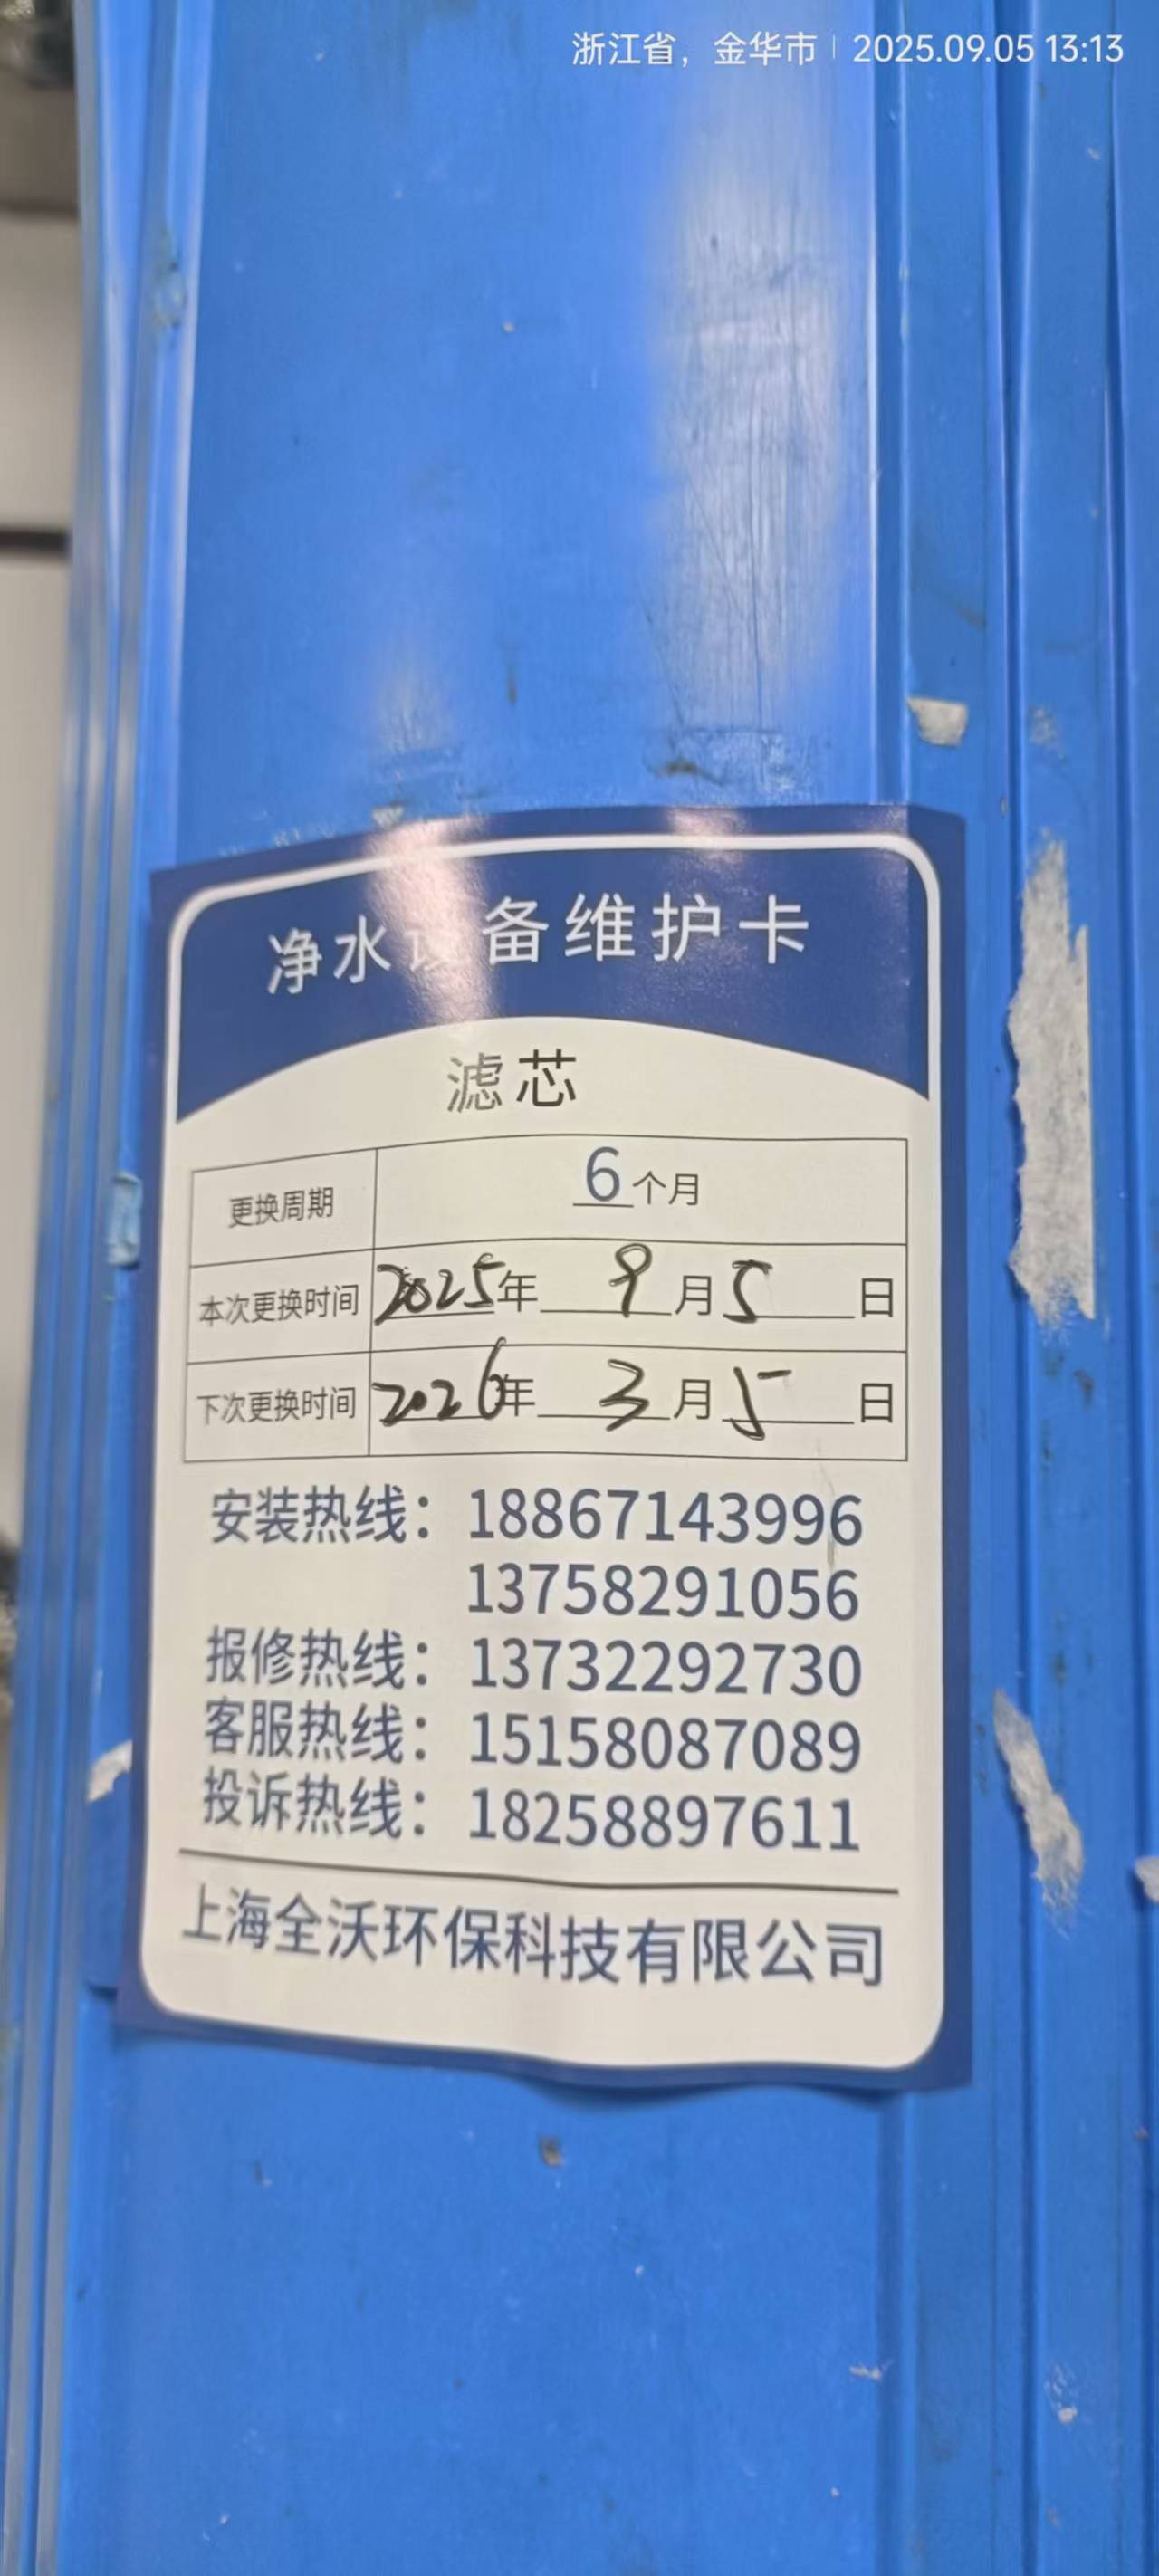 浙江省，金华市 | 2025.09.05 13:13
净水设备维护卡
滤芯
更换周期 6个月
本次更换时间 2025年 9月5日
下次更换时间 2026年 3月5日
安装热线：18867143996
13758291056
报修热线：13732292730
客服热线：15158087089
投诉热线：18258897611
上海全沃环保科技有限公司